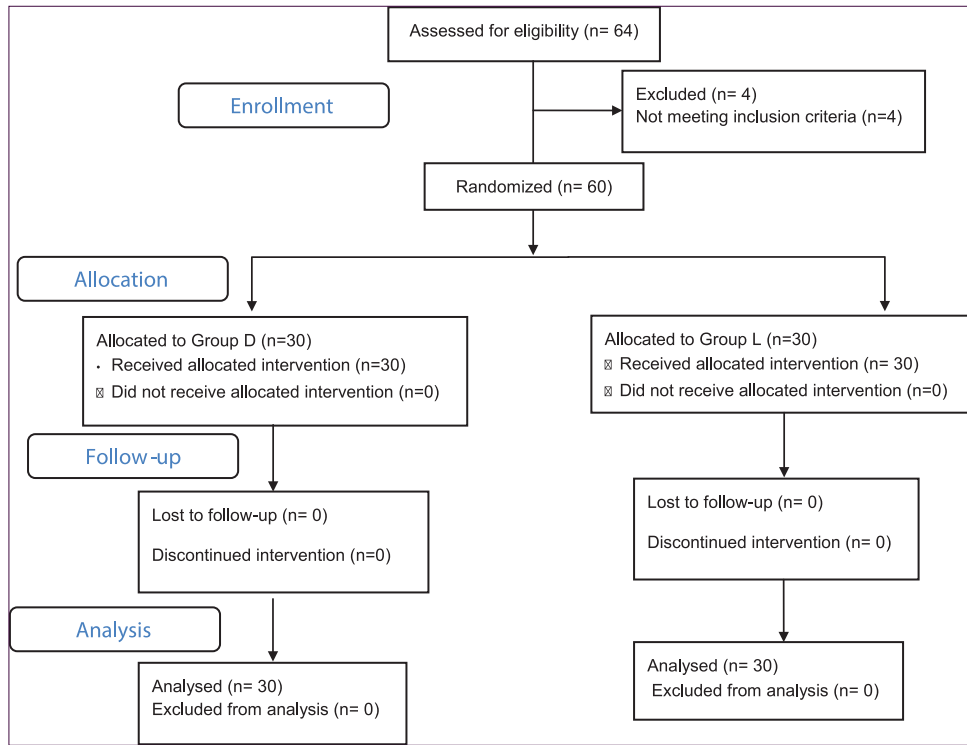 Assessed for eligibility (n= 64)
Enrollment
Excluded (n= 4)
Not meeting inclusion criteria (n=4)
Randomized (n= 60)
Allocation
Allocated to Group D (n=30)
· Received allocated intervention (n=30)
Did not receive allocated intervention (n=0)
Allocated to Group L (n=30)
Received allocated intervention (n= 30)
Did not receive allocated intervention (n=0)
Follow-up
Lost to follow-up (n= 0)
Discontinued intervention (n=0)
Lost to follow-up (n= 0)
Discontinued intervention (n= 0)
Analysis
Analysed (n= 30)
Excluded from analysis (n= 0)
Analysed (n= 30)
Excluded from analysis (n= 0)